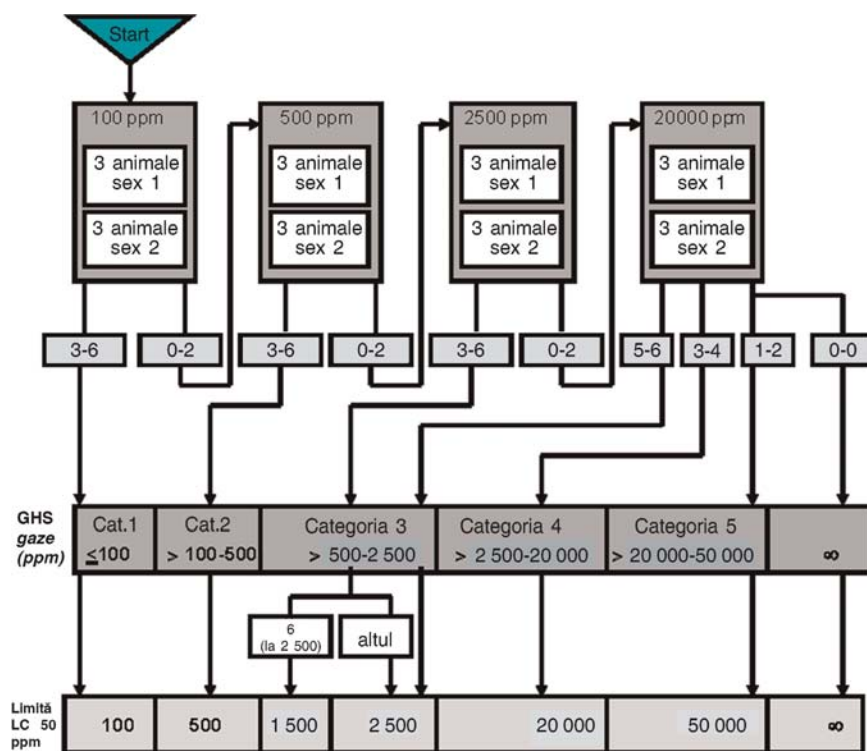 Start
100 ppm
500 ppm
2500 ppm
20000 ppm
3 animale
sex 1
3 animale
sex 1
3 animale
sex 1
3 animale
sex 1
3 animale
sex 2
3 animale
sex 2
3 animale
sex 2
3 animale
sex 2
3-6
0-2
3-6
0-2
3-6
0-2
5-6
3-4
1-2
0-0
GHS
gaze
(ppm)
Cat.1
≤100
Cat.2
> 100-500
Categoria 3
> 500-2 500
Categoria 4
> 2 500-20 000
Categoria 5
> 20 000-50 000
∞
6
(la 2 500)
altul
Limită
LC 50
ppm
100
500
1 500
2 500
20 000
50 000
∞